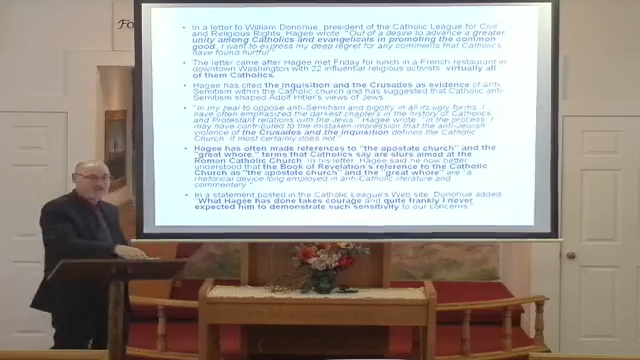 Fo
• In a letter to William Donohue, president of the Catholic League for Civil
and Religious Rights, Hagee wrote: "Out of a desire to advance a greater
unity among Catholics and evangelicals in promoting the common
good, I want to express my deep regret for any comments that Catholics
have found hurtful"
• The letter came after Hagee met Friday for lunch in a French restaurant in
downtown Washington with 22 influential religious activists virtually all
of them Catholics.
• Hagee has cited the Inquisition and the Crusades as evidence of anti-
Semitism within the Catholic church and has suggested that Catholic anti-
Semitism shaped Adolf Hitler's views of Jews
• "In my zeal to oppose anti-Semitism and bigotry in all its ugly forms, I
have often emphasized the darkest chapters in the history of Catholic
and Protestant relations with the Jews," Hagee wrote "In the process, I
may have contributed to the mistaken impression that the anti-Jewish
violence of the Crusades and the Inquisition defines the Catholic
Church. It most certainly does not"
• Hagee has often made references to "the apostate church" and the
"great whore," terms that Catholics say are slurs aimed at the
Roman Catholic Church. In his letter, Hagee said he now better
understood that the Book of Revelation's reference to the Catholic
Church as "the apostate church" and the "great whore" are "a
rhetorical device long employed in anti-Catholic literature and
commentary."
• In a statement posted in the Catholic League's Web site, Donohue added
"What Hagee has done takes courage and quite frankly I never
expected him to demonstrate such sensitivity to our concerns."